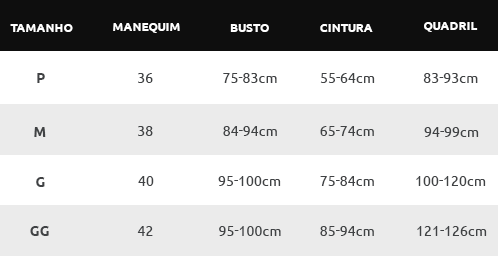 TAMANHO MANEQUIM BUSTO CINTURA QUADRIL
P 36 75-83cm 55-64cm 83-93cm
M 38 84-94cm 65-74cm 94-99cm
G 40 95-100cm 75-84cm 100-120cm
GG 42 95-100cm 85-94cm 121-126cm